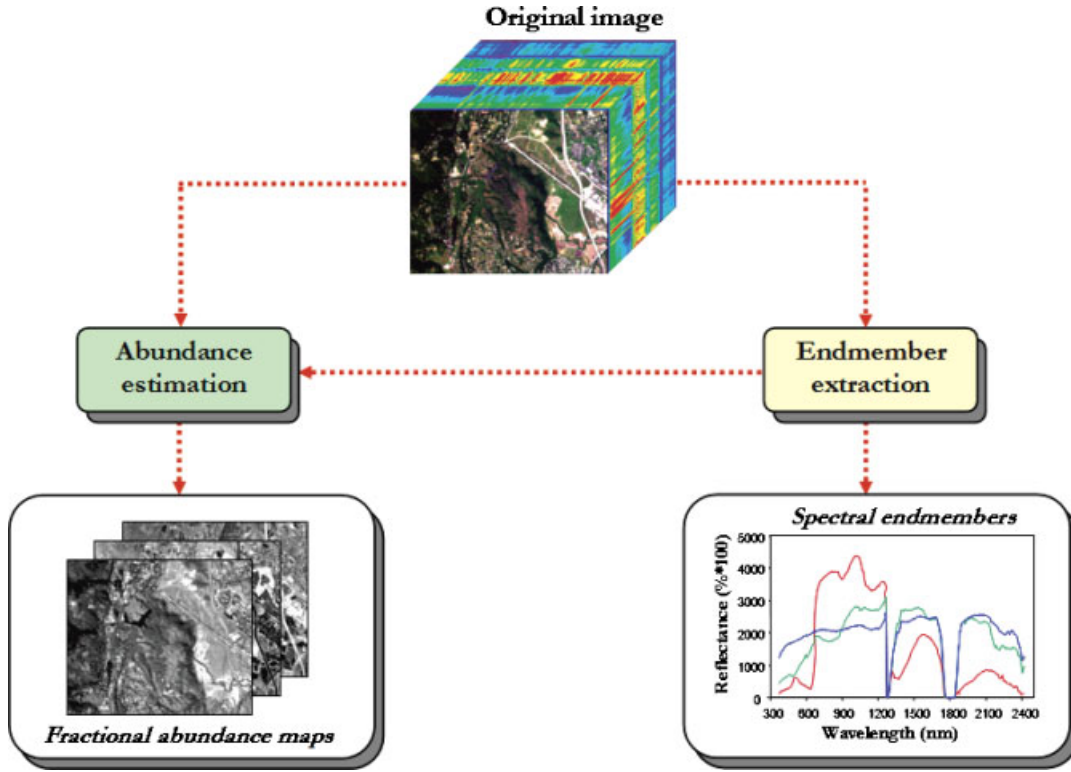 Original image
Abundance
estimation
Endmember
extraction
Fractional abundance maps
Spectral endmembers
Reflectance (%*100)
5000
4000
3000
2000
1000
0
300 600 900 1200 1500 1800 2100 2400
Wavelength (nm)